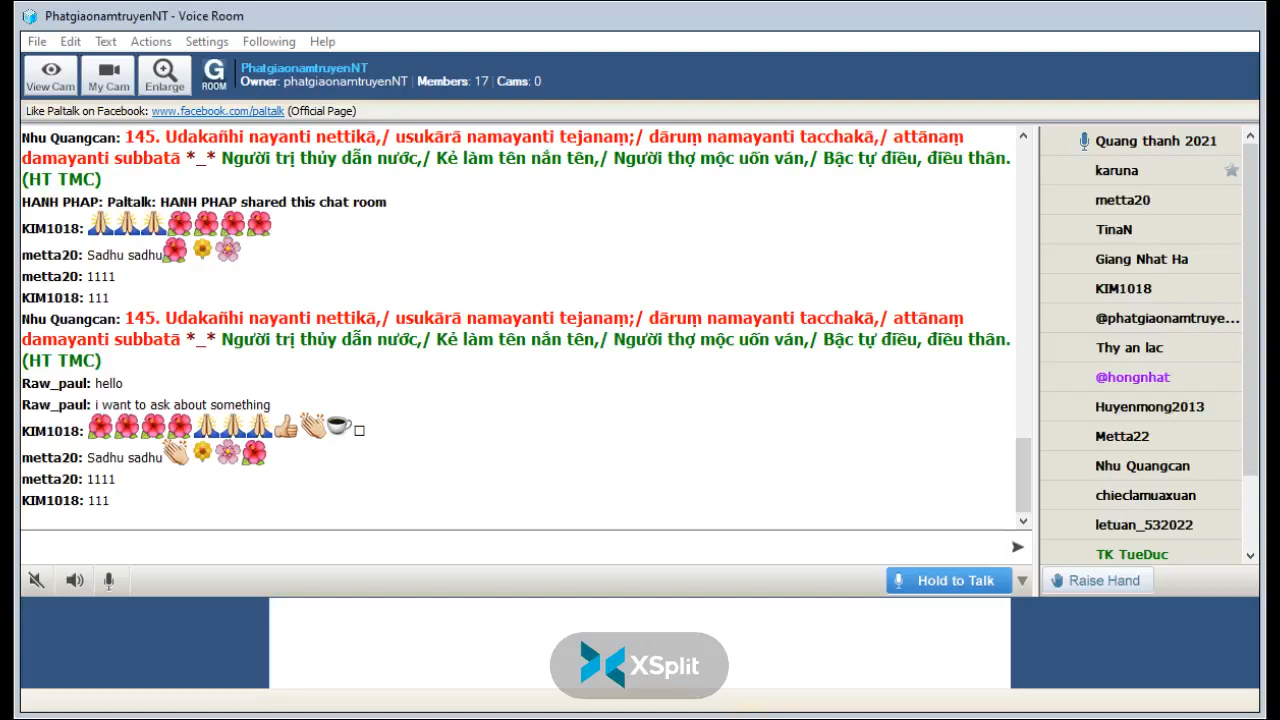 PhatgiaonamtruyenNT - Voice Room
File Edit Text Actions Settings Following Help
View Cam
My Cam
Enlarge
G
ROOM
PhatgiaonamtruyenNT
Owner: phatgiaonamtruyenNT Members: 17 Cams: 0
Like Paltalk on Facebook: www.facebook.com/paltalk (Official Page)
Nhu Quangcan: 145. Udakañhi nayanti nettikā,/ usukārā namayanti tejanaṃ;/ dāruṃ namayanti tacchakā,/ attānaṃ
damayanti subbatā *_* Người trị thủy dẫn nước,/ Kẻ làm tên nắn tên,/ Người thợ mộc uốn ván,/ Bậc tự điều, điều thân.
(HT TMC)
HANH PHAP: Paltalk: HANH PHAP shared this chat room
KIM1018:
metta20: Sadhu sadhu
metta20: 1111
KIM1018: 111
Nhu Quangcan: 145. Udakañhi nayanti nettikā,/ usukārā namayanti tejanaṃ;/ dāruṃ namayanti tacchakā,/ attānaṃ
damayanti subbatā *_* Người trị thủy dẫn nước,/ Kẻ làm tên nắn tên,/ Người thợ mộc uốn ván,/ Bậc tự điều, điều thân.
(HT TMC)
Raw_paul: hello
Raw_paul: i want to ask about something
KIM1018:
metta20: Sadhu sadhu
metta20: 1111
KIM1018: 111
Quang thanh 2021
karuna
metta20
TinaN
Giang Nhat Ha
KIM1018
@phatgiaonamtruye...
Thy an lac
@hongnhat
Huyenmong2013
Metta22
Nhu Quangcan
chieclamuaxuan
letuan_532022
TK TueDuc
Hold to Talk
Raise Hand
XSplit